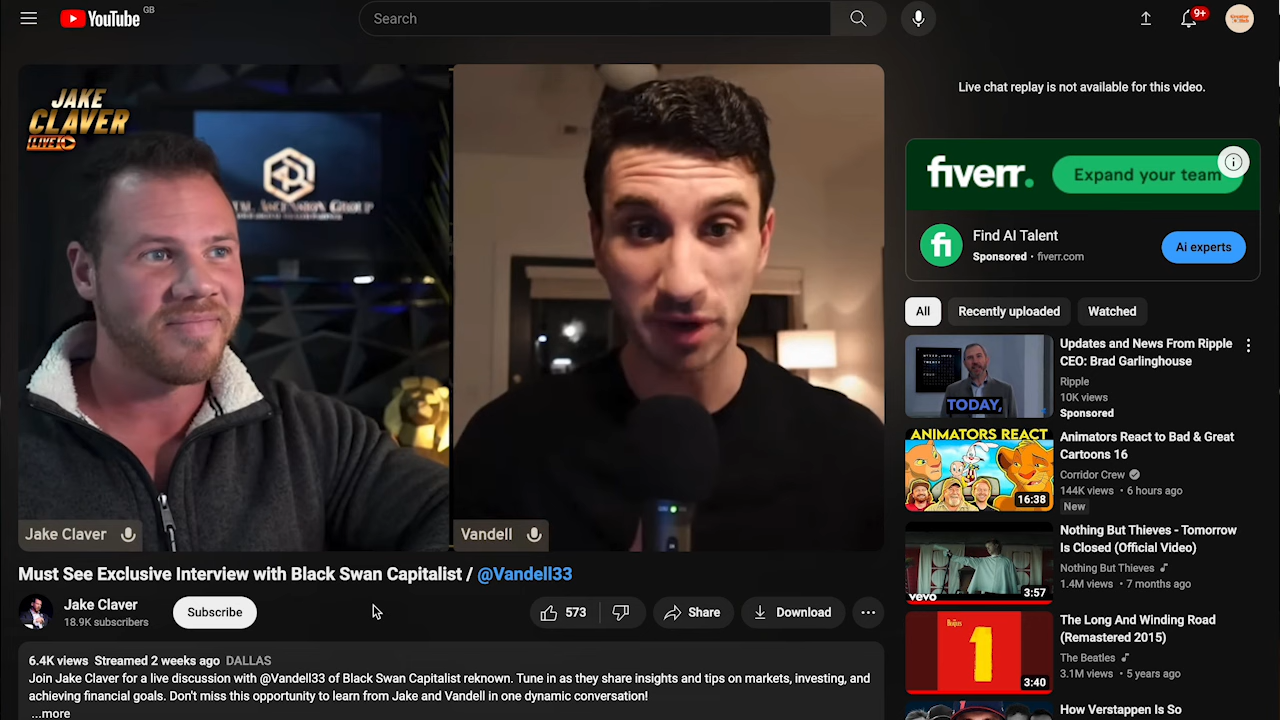 YouTube GB
Search
9+
JAKE
CLAVER
LIVE
TAL ASCENSION GROUP
Jake Claver
Vandell
Live chat replay is not available for this video.
fiverr.
Expand your team
fi
Find AI Talent
Sponsored · fiverr.com
Ai experts
All
Recently uploaded
Watched
TODAY,
Updates and News From Ripple
CEO: Brad Garlinghouse
Ripple
10K views
Sponsored
ANIMATORS REACT
16:38
Animators React to Bad & Great
Cartoons 16
Corridor Crew
144K views · 6 hours ago
New
vevo
3:57
Nothing But Thieves - Tomorrow
Is Closed (Official Video)
Nothing But Thieves
1.4M views · 7 months ago
1
3:40
The Long And Winding Road
(Remastered 2015)
The Beatles
3.1M views · 5 years ago
How Verstappen Is So
Must See Exclusive Interview with Black Swan Capitalist / @Vandell33
Jake Claver
18.9K subscribers
Subscribe
573
Share
Download
6.4K views Streamed 2 weeks ago DALLAS
Join Jake Claver for a live discussion with @Vandell33 of Black Swan Capitalist reknown. Tune in as they share insights and tips on markets, investing, and
achieving financial goals. Don't miss this opportunity to learn from Jake and Vandell in one dynamic conversation!
...more